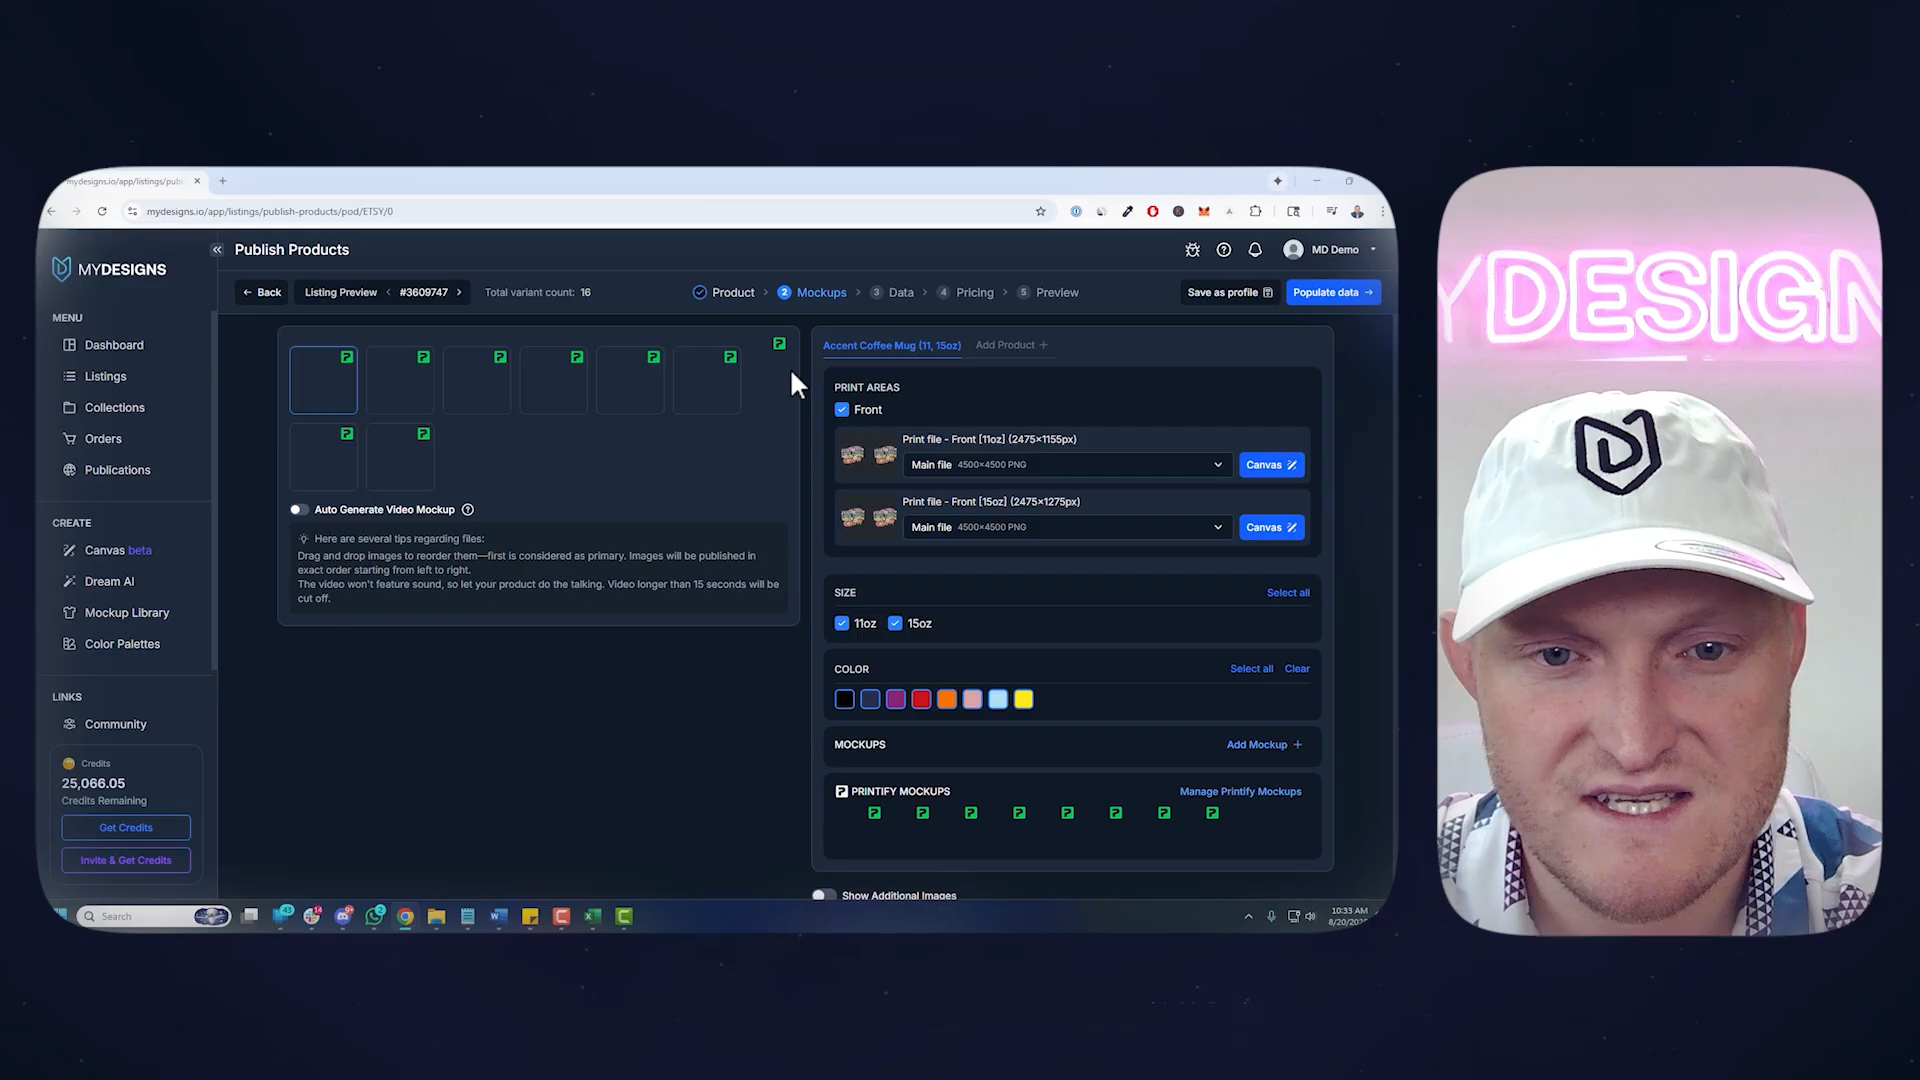 mydesigns.io/app/listings/publ
mydesigns.io/app/listings/publish-products/pod/ETSY/0
MYDESIGNS
Publish Products
MD Demo
Back
Listing Preview
#3609747
Total variant count: 16
Product
2 Mockups
3 Data
4 Pricing
5 Preview
Save as profile
Populate data
MENU
Dashboard
Listings
Collections
Orders
Publications
CREATE
Canvas beta
Dream AI
Mockup Library
Color Palettes
LINKS
Community
Credits
25,066.05
Credits Remaining
Get Credits
Invite & Get Credits
Auto Generate Video Mockup
Here are several tips regarding files:
Drag and drop images to reorder them—first is considered as primary. Images will be published in
exact order starting from left to right.
The video won't feature sound, so let your product do the talking. Video longer than 15 seconds will be
cut off.
Accent Coffee Mug (11, 15oz)
Add Product +
PRINT AREAS
Front
Print file - Front [11oz] (2475×1155px)
Main file 4500×4500 PNG
Canvas
Print file - Front [15oz] (2475×1275px)
Main file 4500×4500 PNG
Canvas
SIZE
Select all
11oz
15oz
COLOR
Select all
Clear
MOCKUPS
Add Mockup +
PRINTIFY MOCKUPS
Manage Printify Mockups
Show Additional Images
Search
10:33 AM
8/20/202
YDESIGN